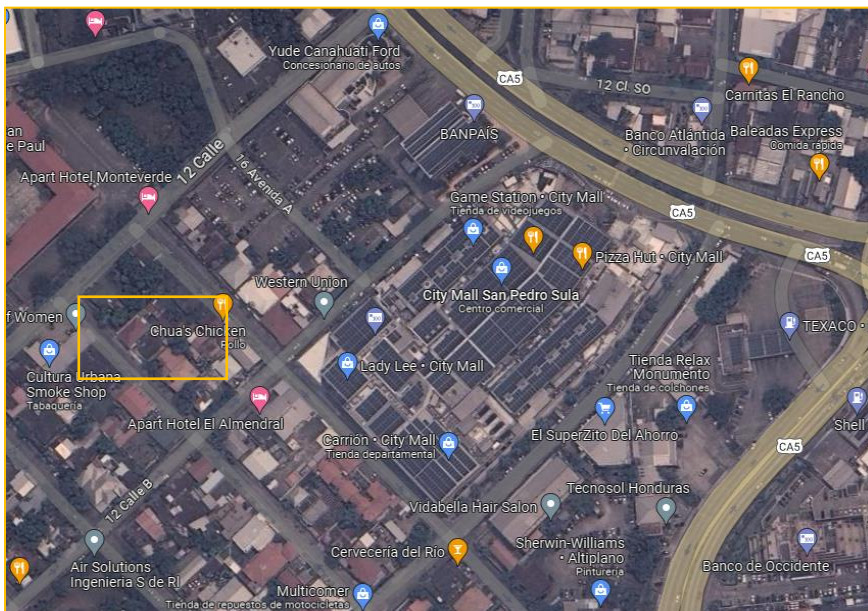 Yude Canahuati Ford
Concesionario de autos
CA5
12 Cl. SO
Carnitas El Rancho
BANPAÍS
Banco Atlántida
• Circunvalación
Baleadas Express
Comida rápida
an
e Paul
12 Calle
16 Avenida A
Apart Hotel Monteverde
Game Station • City Mall
Tienda de videojuegos
CA5
CA5
Pizza Hut • City Mall
Western Union
City Mall San Pedro Sula
Centro comercial
f Women
Chua's Chicken
Pollo
TEXACO •
Lady Lee • City Mall
Tienda Relax
Monumento
Tienda de colchones
Cultura Urbana
Smoke Shop
Tabaquería
Apart Hotel El Almendral
Shell
El SuperZito Del Ahorro
Carrión • City Mall
Tienda departamental
CA5
12 Calle B
Tecnosol Honduras
Vidabella Hair Salon
Cervecería del Río
Sherwin-Williams
• Altiplano
Pinturería
Air Solutions
Ingenieria S de Rl
Banco de Occidente
Multicomer
Tienda de repuestos de motocicletas